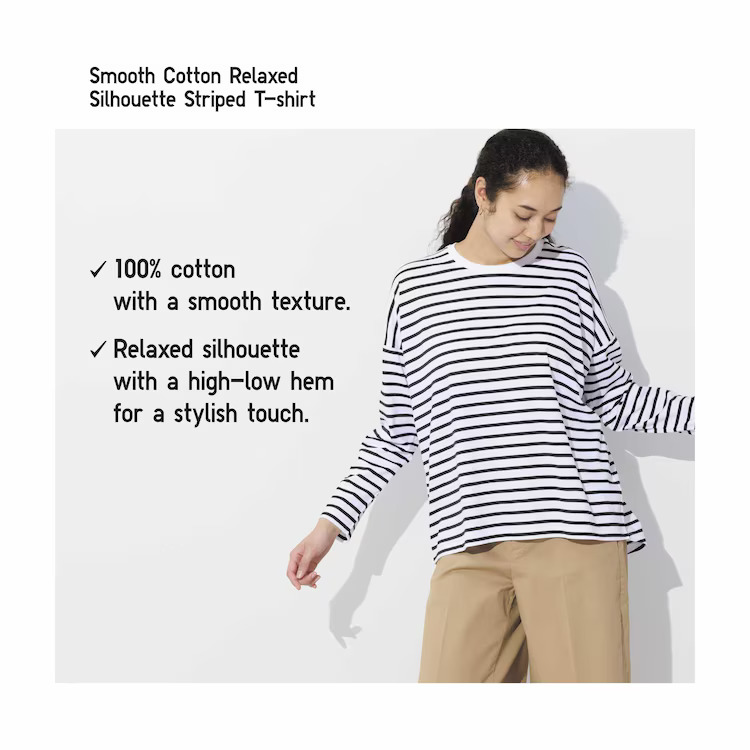 Smooth Cotton Relaxed
Silhouette Striped T-shirt
✓ 100% cotton
with a smooth texture.
✓ Relaxed silhouette
with a high-low hem
for a stylish touch.